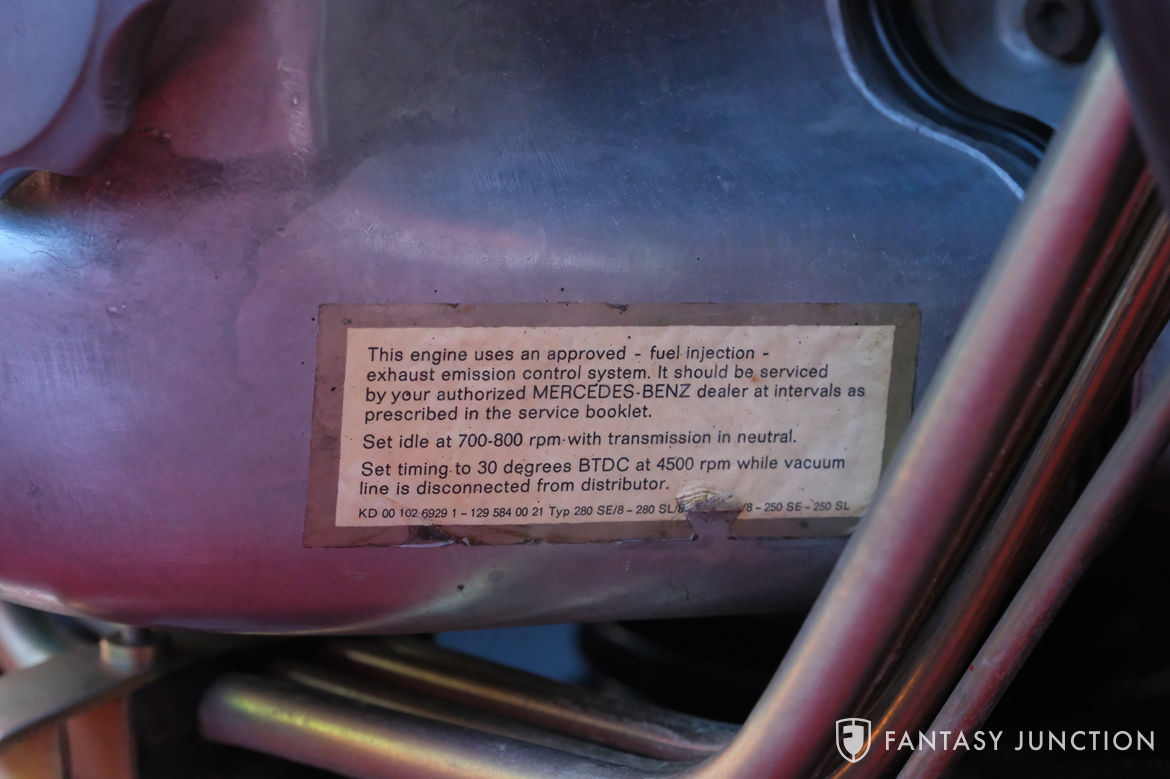 This engine uses an approved - fuel injection -
exhaust emission control system. It should be serviced
by your authorized MERCEDES-BENZ dealer at intervals as
prescribed in the service booklet.
Set idle at 700-800 rpm with transmission in neutral.
Set timing to 30 degrees BTDC at 4500 rpm while vacuum
line is disconnected from distributor.
KD 00 102 6929 1 - 129 584 00 21 Typ 280 SE/8 - 280 SL/8 /8 - 250 SE - 250 SL
FANTASY JUNCTION